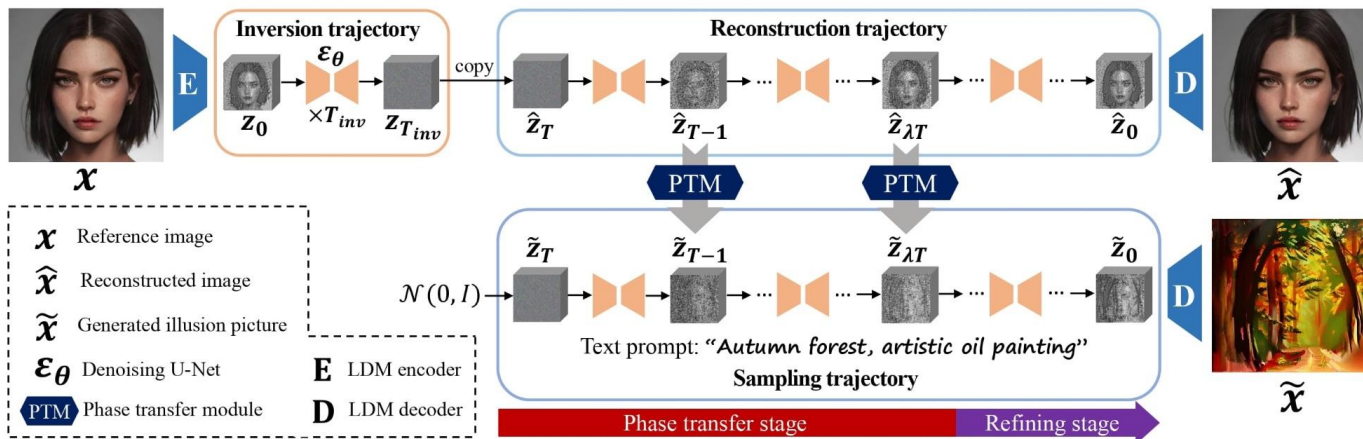 Inversion trajectory
Reconstruction trajectory
E
ε_θ
copy
D
z_0
×T_inv
z_{T_inv}
ẑ_T
ẑ_{T−1}
ẑ_{λT}
ẑ_0
x
x̂
PTM
PTM
x Reference image
x̂ Reconstructed image
x̃ Generated illusion picture
ε_θ Denoising U-Net
PTM Phase transfer module
E LDM encoder
D LDM decoder
z̃_T
z̃_{T−1}
z̃_{λT}
z̃_0
𝒩(0, I)
... ... ... ...
D
Text prompt: “Autumn forest, artistic oil painting”
Sampling trajectory
x̃
Phase transfer stage
Refining stage